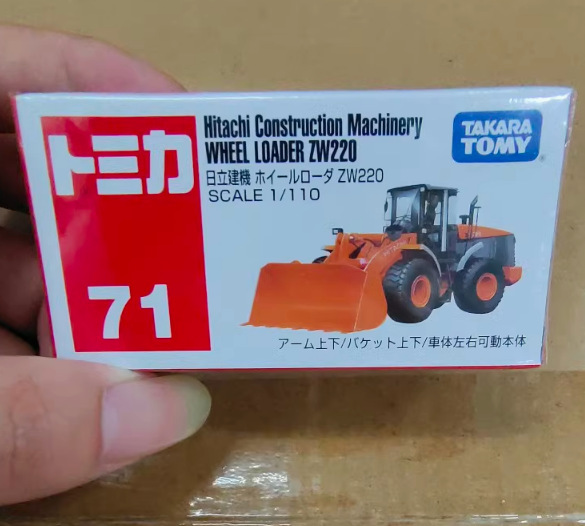 トミカ
71
Hitachi Construction Machinery
WHEEL LOADER ZW220
日立建機 ホイールローダ ZW220
SCALE 1/110
TAKARA
TOMY
アーム上下/バケット上下/車体左右可動本体